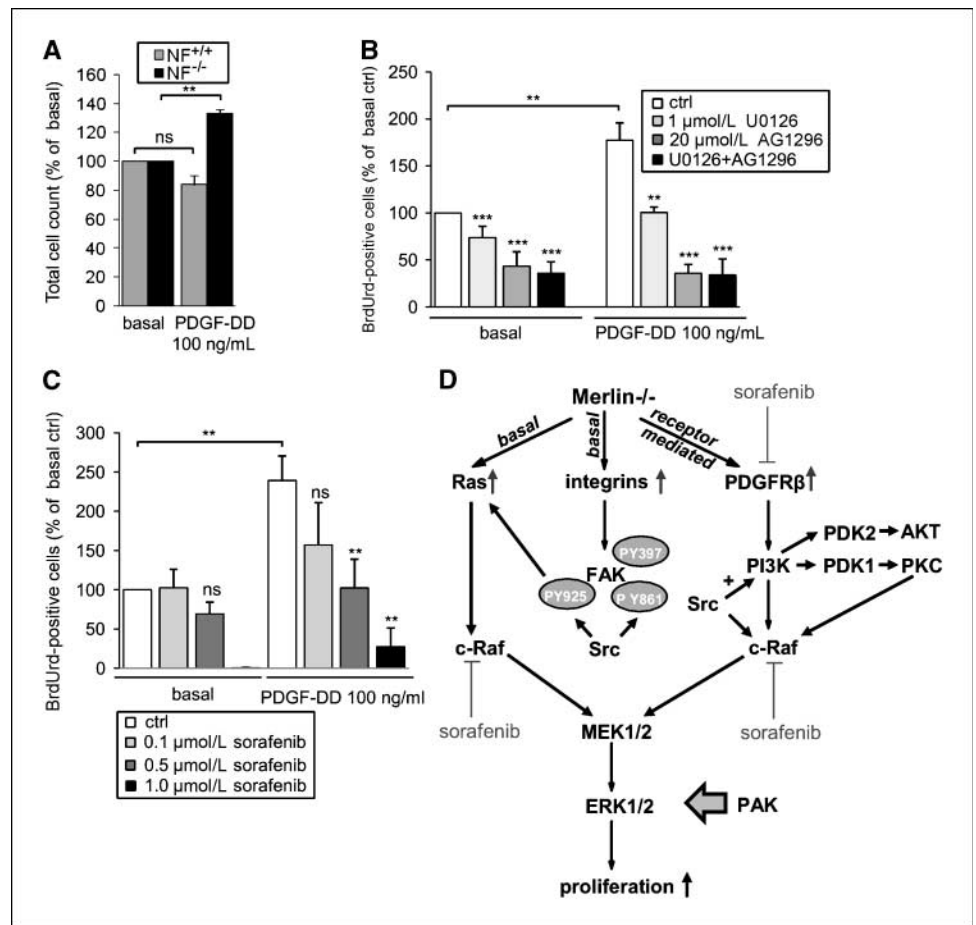 A
NF+/+
NF-/-
Total cell count (% of basal)
160
140
120
100
80
60
40
20
0
**
ns
basal
PDGF-DD
100 ng/mL
B
BrdUrd-positive cells (% of basal ctrl)
250
200
150
100
50
0
**
ctrl
1 µmol/L U0126
20 µmol/L AG1296
U0126+AG1296
***
***
***
**
***
***
basal
PDGF-DD 100 ng/mL
C
BrdUrd-positive cells (% of basal ctrl)
300
250
200
150
100
50
0
**
ns
ns
**
**
basal
PDGF-DD 100 ng/ml
ctrl
0.1 µmol/L sorafenib
0.5 µmol/L sorafenib
1.0 µmol/L sorafenib
D
Merlin-/-
sorafenib
basal
basal
receptor
mediated
Ras
integrins
PDGFRβ
PY397
FAK
PY925
P Y861
Src
PDK2
AKT
PI3K
PDK1
PKC
+
Src
c-Raf
c-Raf
sorafenib
sorafenib
MEK1/2
ERK1/2
PAK
proliferation